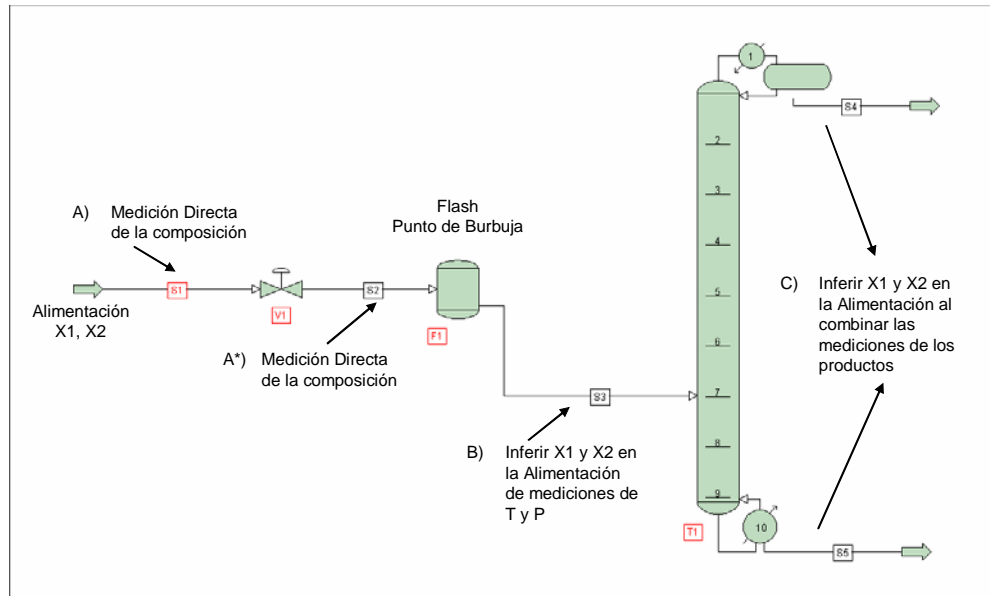 1
S4
2
3
4
5
6
7
8
9
10
T1
S5
A) Medición Directa
de la composición
S1
Alimentación
X1, X2
V1
S2
A*) Medición Directa
de la composición
Flash
Punto de Burbuja
F1
S3
B) Inferir X1 y X2 en
la Alimentación
de mediciones de
T y P
C) Inferir X1 y X2 en
la Alimentación al
combinar las
mediciones de los
productos